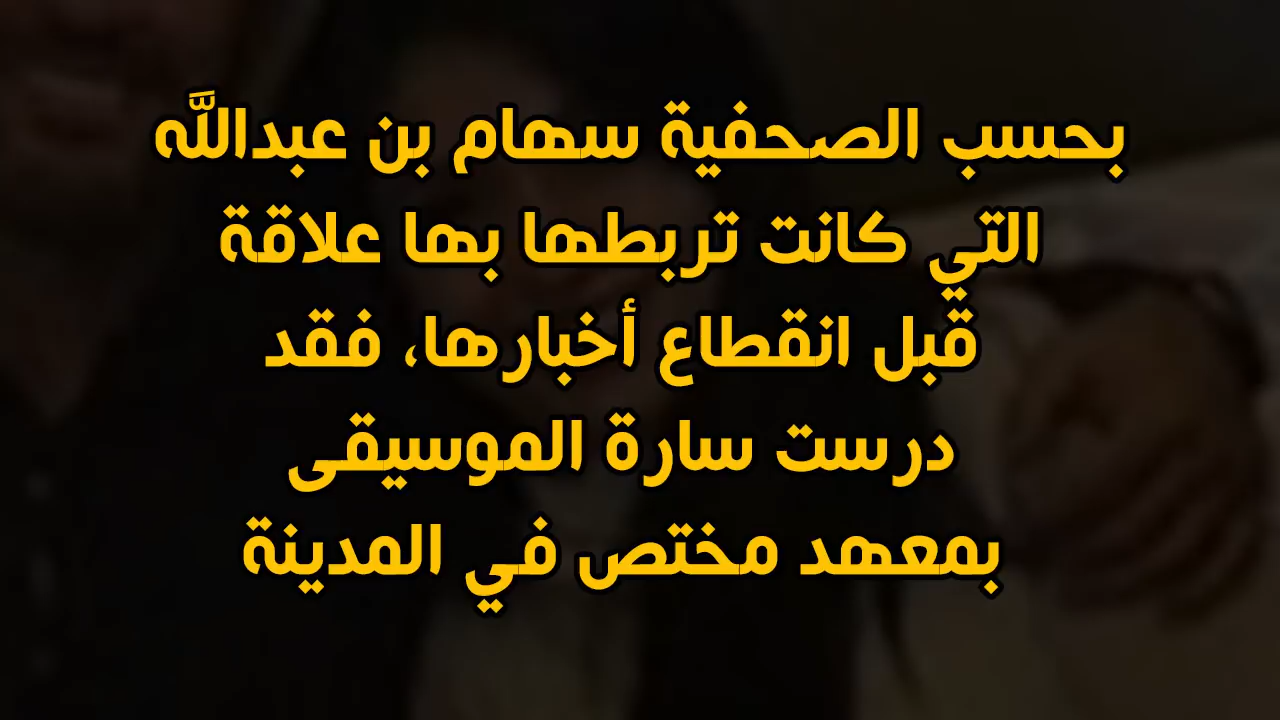 بحسب الصحفية سهام بن عبدالله
التي كانت تربطها بها علاقة
قبل انقطاع أخبارها، فقد
درست سارة الموسيقى
بمعهد مختص في المدينة